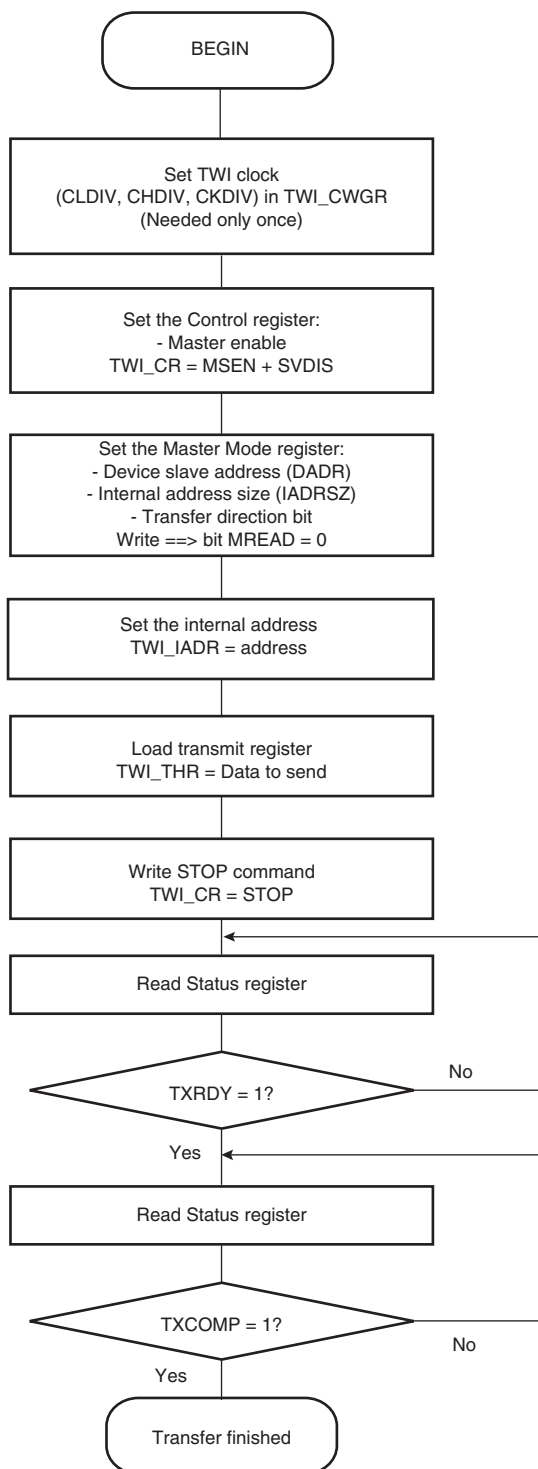 BEGIN
Set TWI clock
(CLDIV, CHDIV, CKDIV) in TWI_CWGR
(Needed only once)
Set the Control register:
- Master enable
TWI_CR = MSEN + SVDIS
Set the Master Mode register:
- Device slave address (DADR)
- Internal address size (IADRSZ)
- Transfer direction bit
Write ==> bit MREAD = 0
Set the internal address
TWI_IADR = address
Load transmit register
TWI_THR = Data to send
Write STOP command
TWI_CR = STOP
Read Status register
TXRDY = 1?
No
Yes
Read Status register
TXCOMP = 1?
No
Yes
Transfer finished